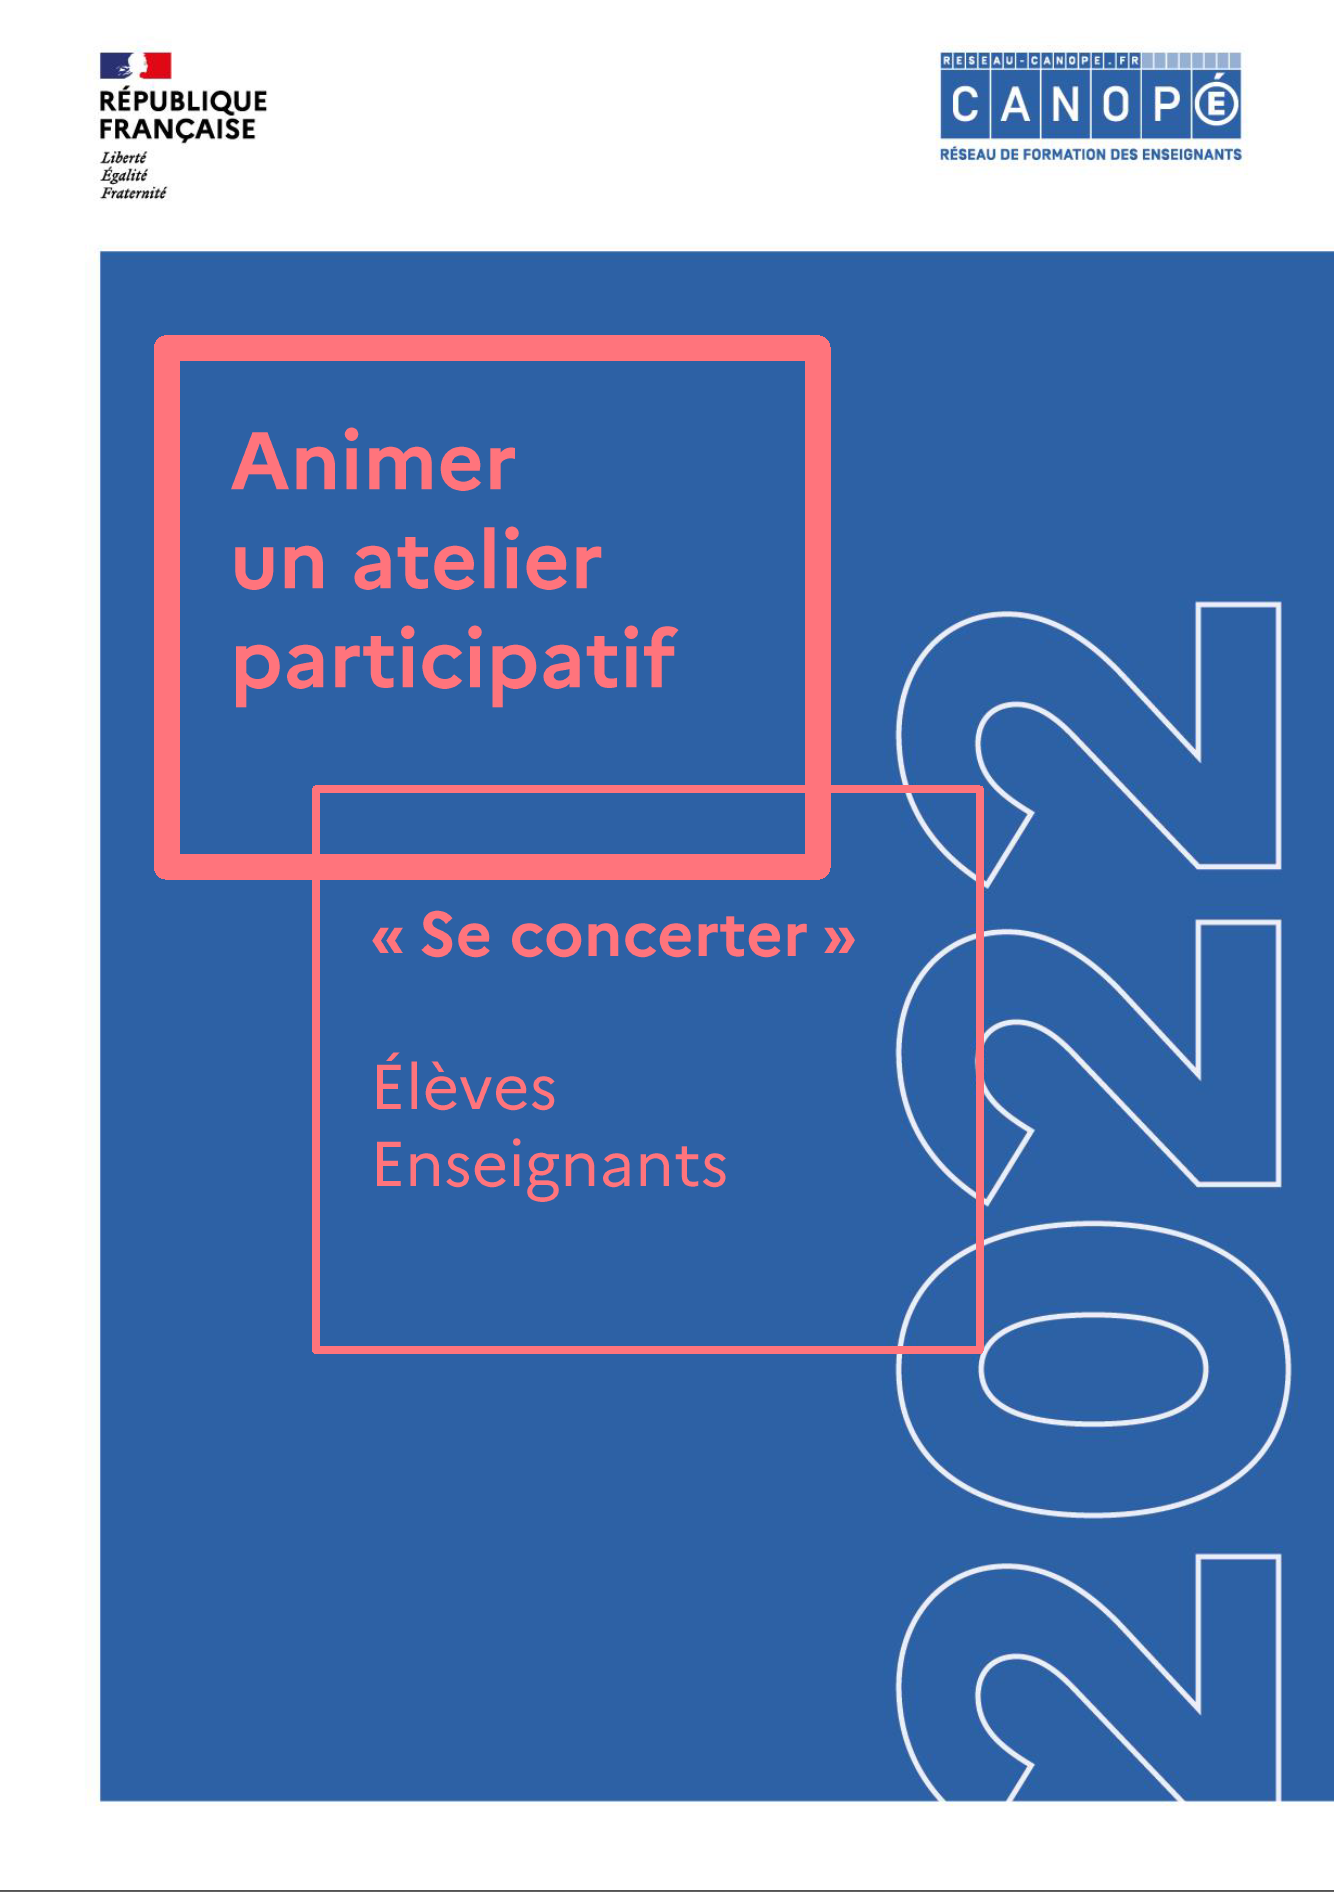 RÉPUBLIQUE
FRANÇAISE
Liberté
Égalité
Fraternité
RESEAU-CANOPE.FR
CANOPÉ
RÉSEAU DE FORMATION DES ENSEIGNANTS
Animer
un atelier
participatif
« Se concerter »
Élèves
Enseignants
2022